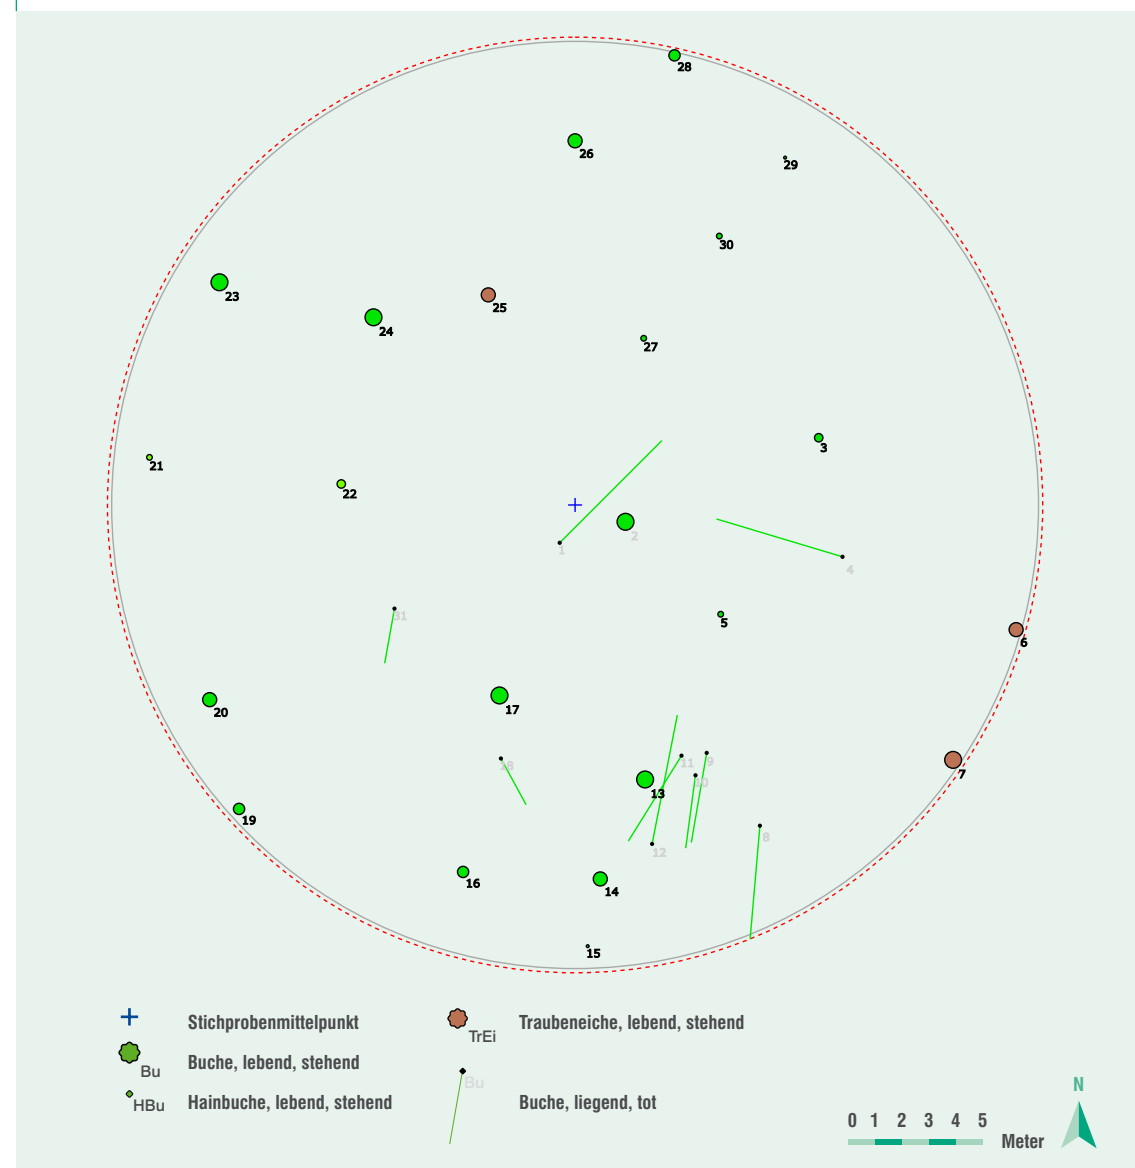 28
26
29
30
23
25
24
27
3
21
22
2
1
4
31
5
6
20
17
11
9
18
10
13
7
19
8
12
16
14
15
Stichprobenmittelpunkt
TrEi
Traubeneiche, lebend, stehend
Bu
Buche, lebend, stehend
HBu
Hainbuche, lebend, stehend
Bu
Buche, liegend, tot
N
0 1 2 3 4 5
Meter